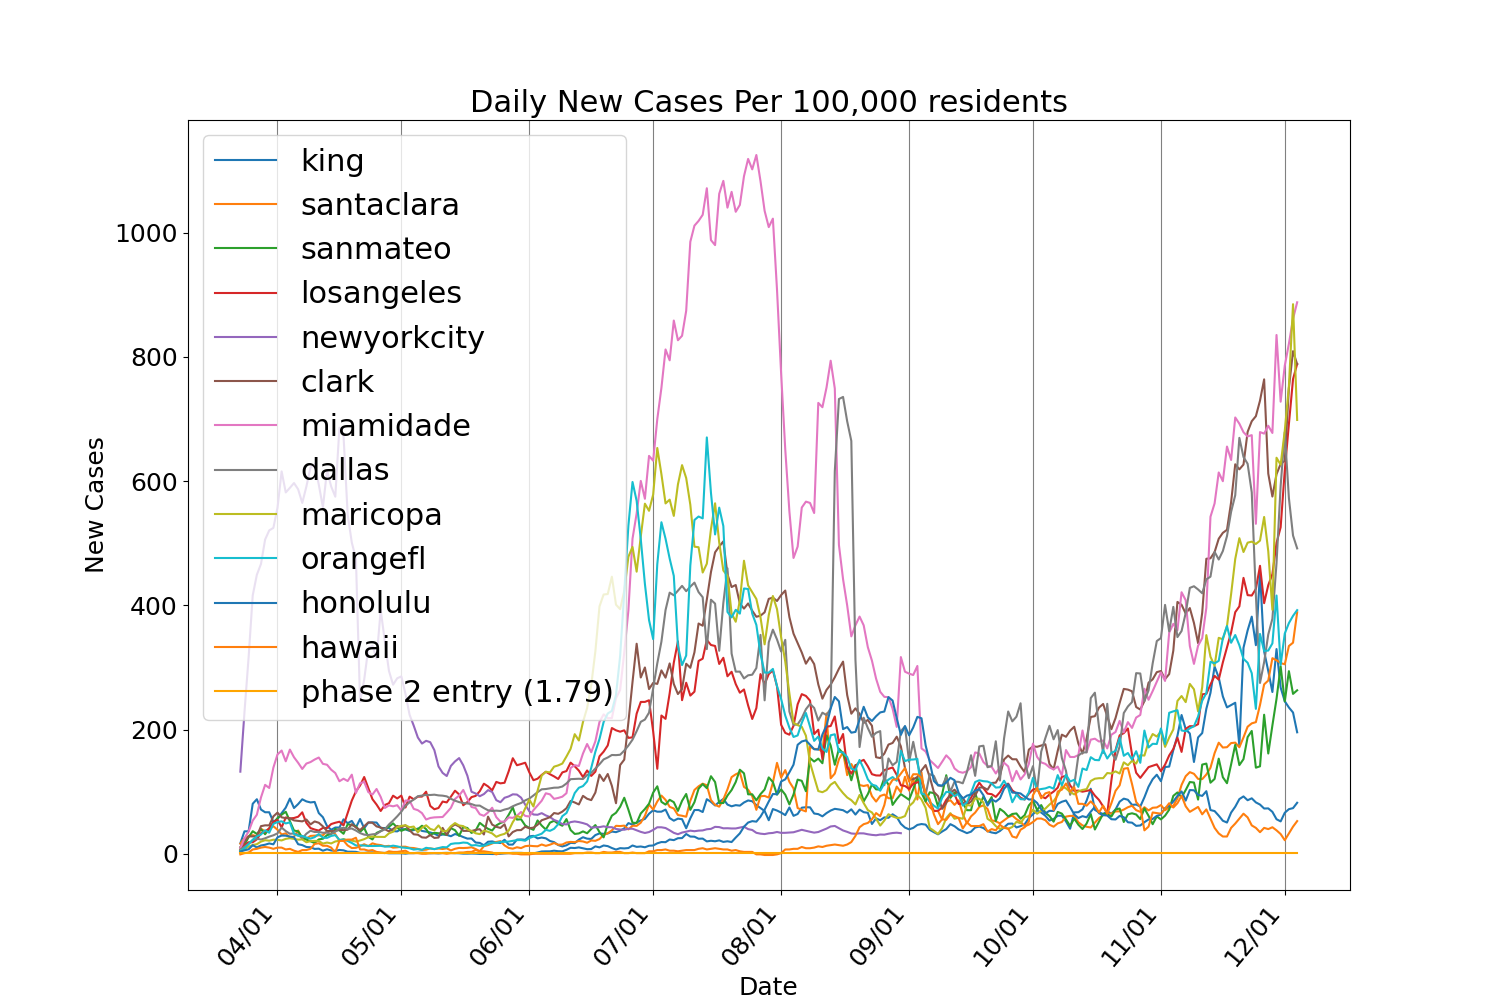 Daily New Cases Per 100,000 residents
king
santaclara
sanmateo
losangeles
newyorkcity
clark
miamidade
dallas
maricopa
orangefl
honolulu
hawaii
phase 2 entry (1.79)
New Cases
1000
800
600
400
200
0
04/01
05/01
06/01
07/01
08/01
09/01
10/01
11/01
12/01
Date